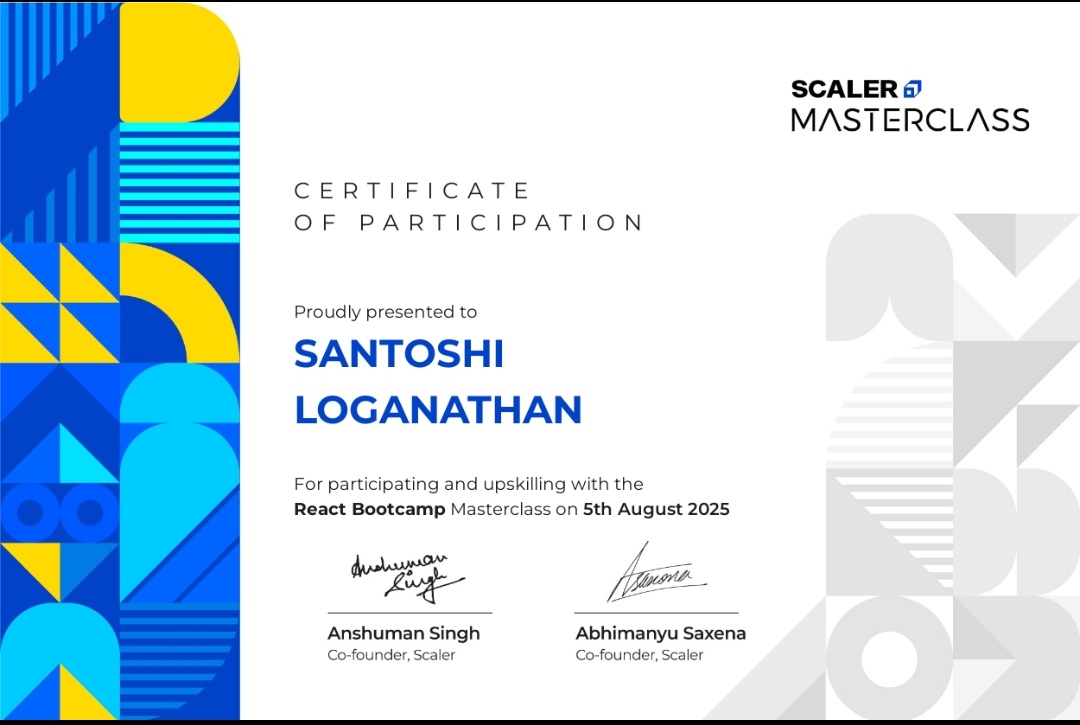 SCALER
MASTERCLASS
CERTIFICATE
OF PARTICIPATION
Proudly presented to
SANTOSHI
LOGANATHAN
For participating and upskilling with the
React Bootcamp Masterclass on 5th August 2025
Anshuman Singh
Asaxena
Anshuman Singh
Abhimanyu Saxena
Co-founder, Scaler
Co-founder, Scaler